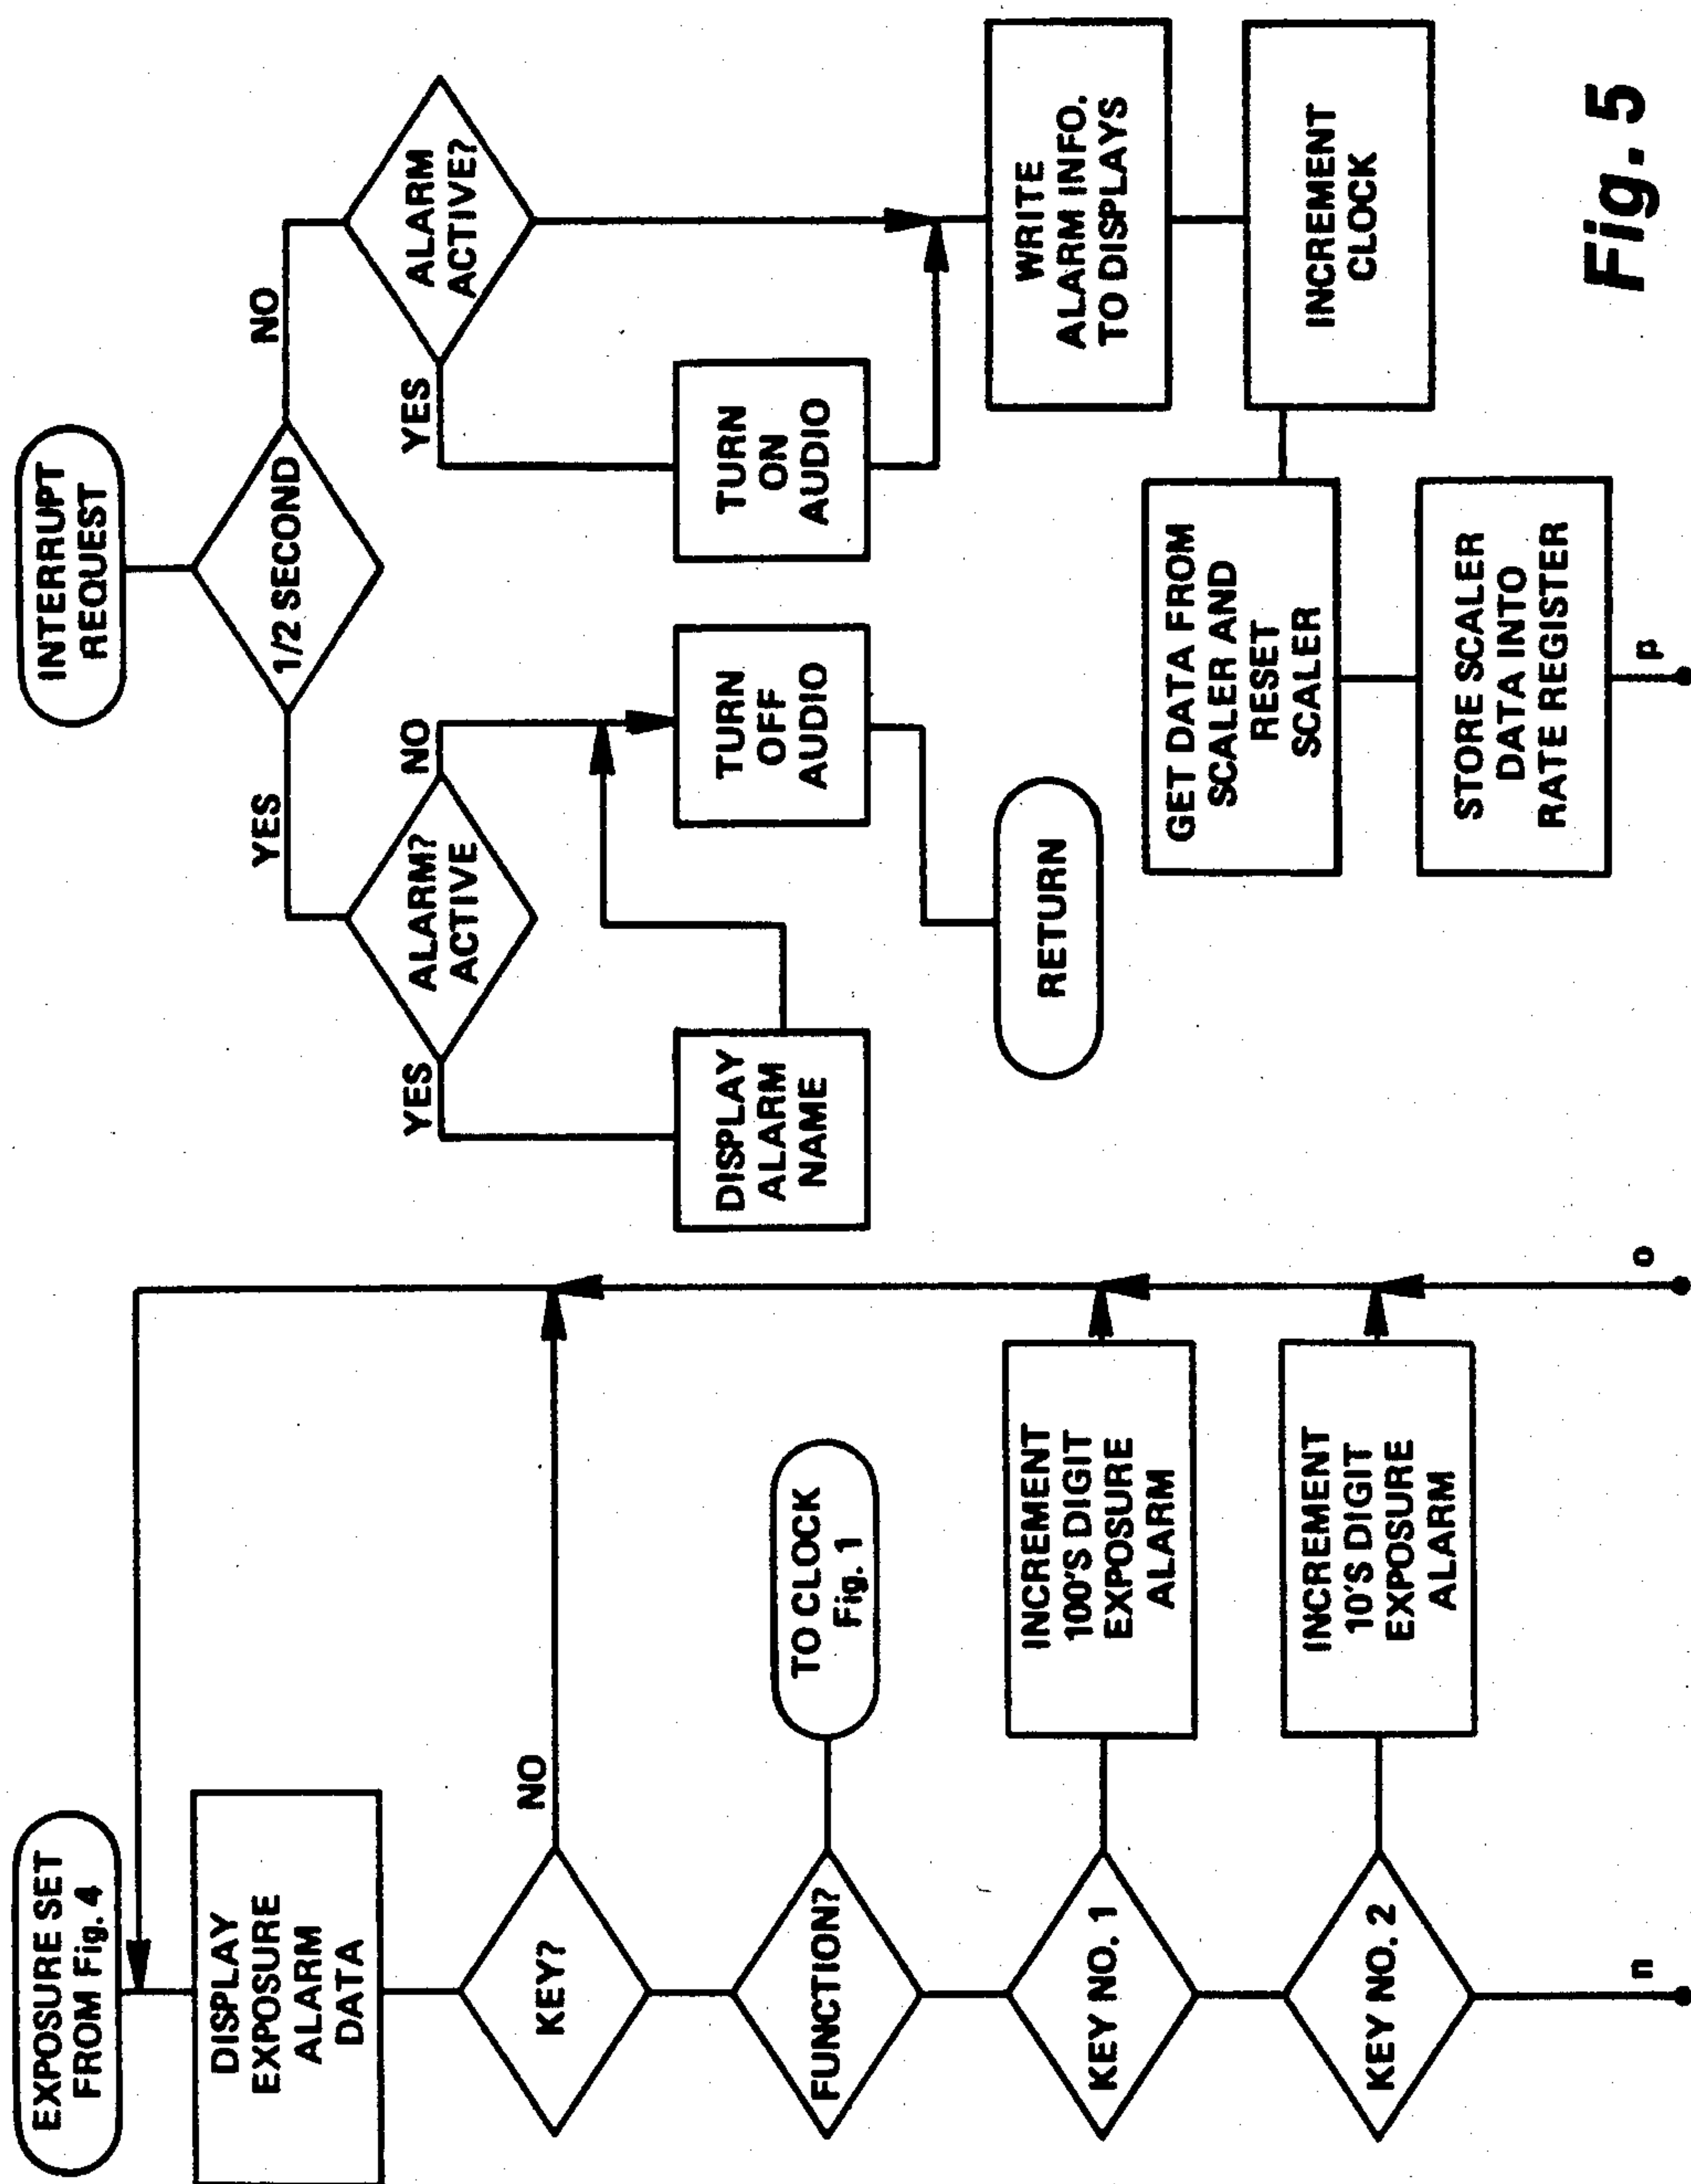 EXPOSURE SET
FROM Fig. 4
DISPLAY
EXPOSURE
ALARM
DATA
KEY?
NO
FUNCTION?
TO CLOCK
Fig. 1
KEY NO. 1
INCREMENT
100'S DIGIT
EXPOSURE
ALARM
KEY NO. 2
INCREMENT
10'S DIGIT
EXPOSURE
ALARM
n
o
INTERRUPT
REQUEST
1/2 SECOND
YES
NO
ALARM?
ACTIVE
YES
NO
DISPLAY
ALARM
NAME
TURN
OFF
AUDIO
RETURN
ALARM
ACTIVE?
YES
TURN
ON
AUDIO
WRITE
ALARM INFO.
TO DISPLAYS
INCREMENT
CLOCK
GET DATA FROM
SCALER AND
RESET
SCALER
STORE SCALER
DATA INTO
RATE REGISTER
p
Fig. 5